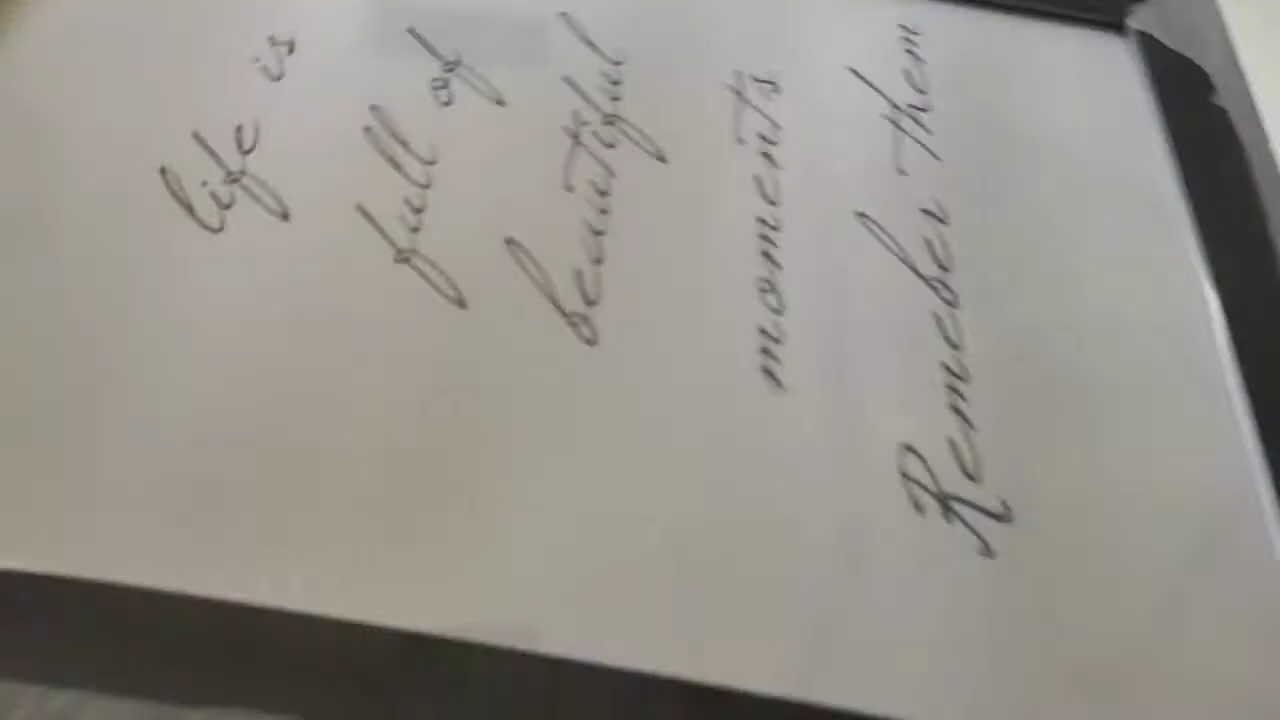 life is
full of
beautiful
moments
Remeber them